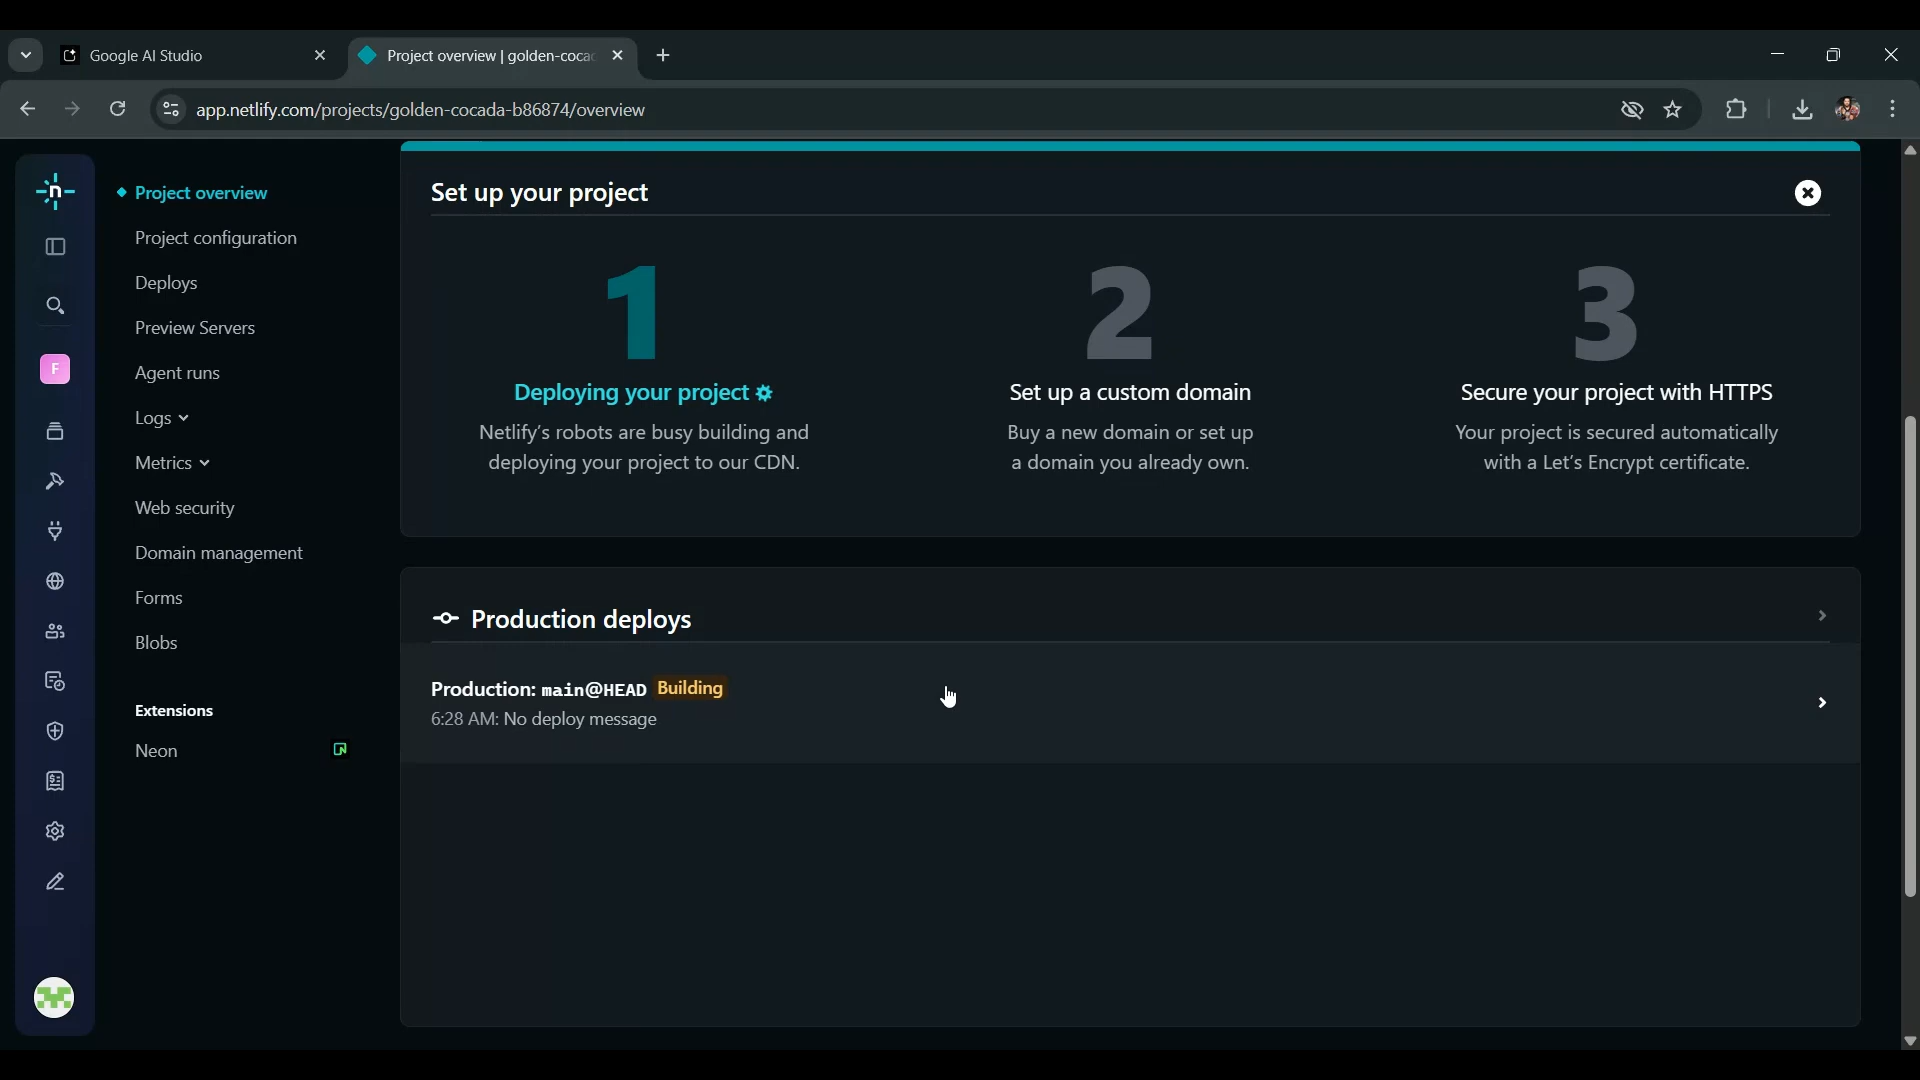 Google AI Studio
Project overview | golden-coca
app.netlify.com/projects/golden-cocada-b86874/overview
n
F
Project overview
Project configuration
Deploys
Preview Servers
Agent runs
Logs
Metrics
Web security
Domain management
Forms
Blobs
Extensions
Neon
Set up your project
1
Deploying your project
Netlify's robots are busy building and
deploying your project to our CDN.
2
Set up a custom domain
Buy a new domain or set up
a domain you already own.
3
Secure your project with HTTPS
Your project is secured automatically
with a Let's Encrypt certificate.
Production deploys
Production: main@HEAD Building
6:28 AM: No deploy message